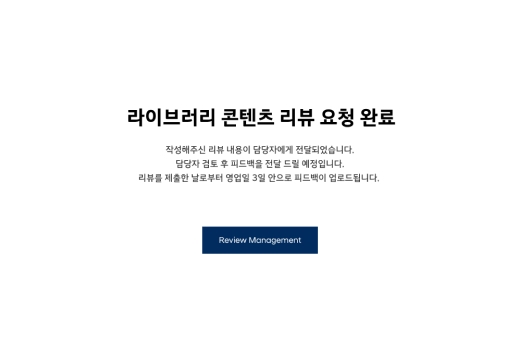 라이브러리 콘텐츠 리뷰 요청 완료
작성해주신 리뷰 내용이 담당자에게 전달되었습니다.
담당자 검토 후 피드백을 전달 드릴 예정입니다.
리뷰를 제출한 날로부터 영업일 3일 안으로 피드백이 업로드됩니다.
Review Management